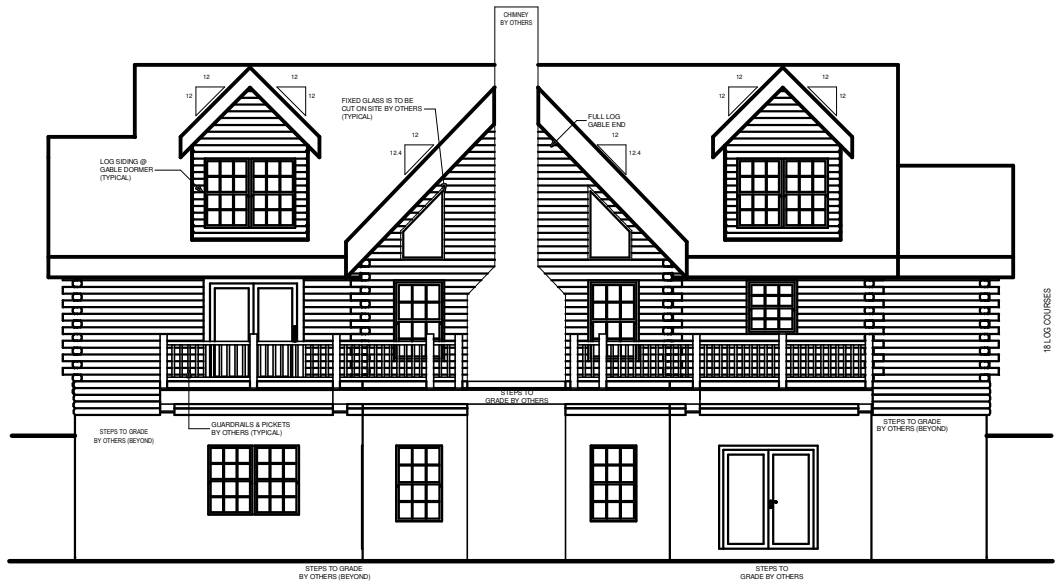 CHIMNEY
BY OTHERS
12
12
12
12
12
12
12
12
FIXED GLASS IS TO BE
CUT ON SITE BY OTHERS
(TYPICAL)
FULL LOG
GABLE END
12
12.4
12
12.4
LOG SIDING @
GABLE DORMER
(TYPICAL)
18 LOG COURSES
STEPS TO
GRADE BY OTHERS
GUARDRAILS & PICKETS
BY OTHERS (TYPICAL)
STEPS TO GRADE
BY OTHERS (BEYOND)
STEPS TO GRADE
BY OTHERS (BEYOND)
STEPS TO GRADE
BY OTHERS (BEYOND)
STEPS TO
GRADE BY OTHERS